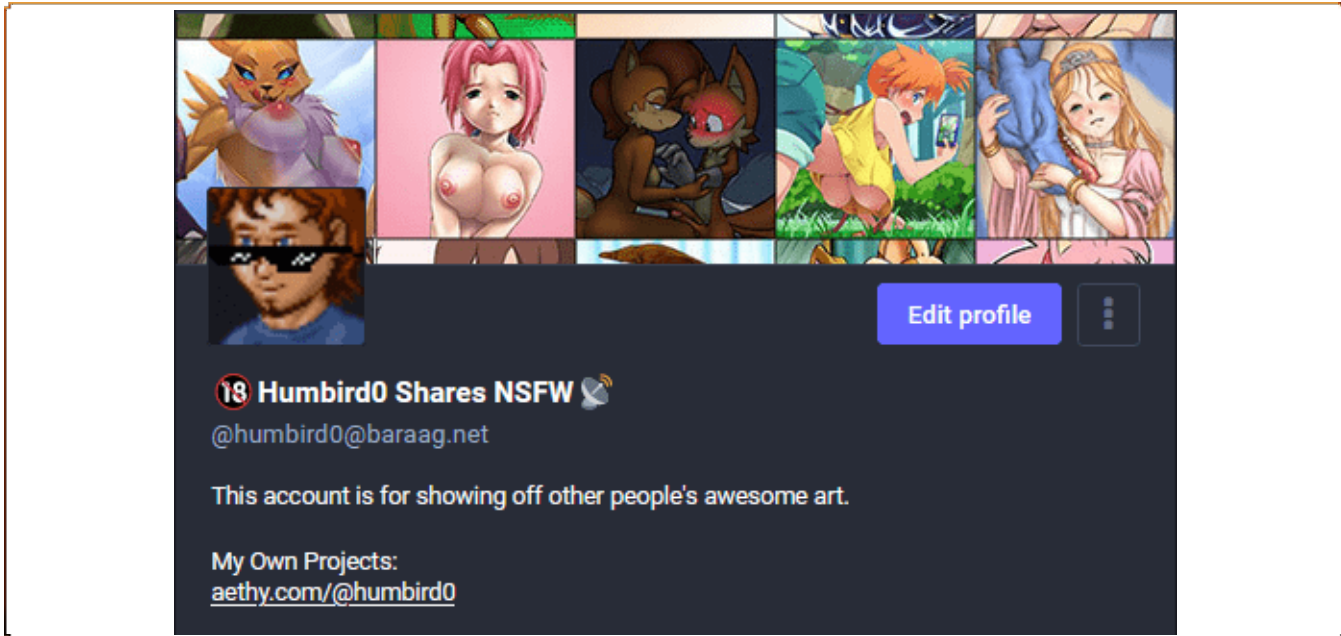 Edit profile
🔞 Humbird0 Shares NSFW 📡
@humbird0@baraag.net
This account is for showing off other people's awesome art.
My Own Projects:
aethy.com/@humbird0